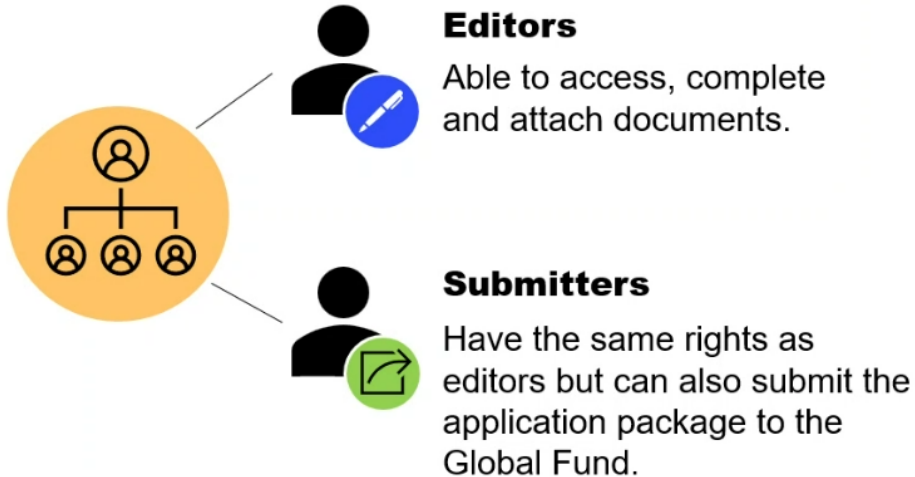 Editors
Able to access, complete
and attach documents.
Submitters
Have the same rights as
editors but can also submit the
application package to the
Global Fund.